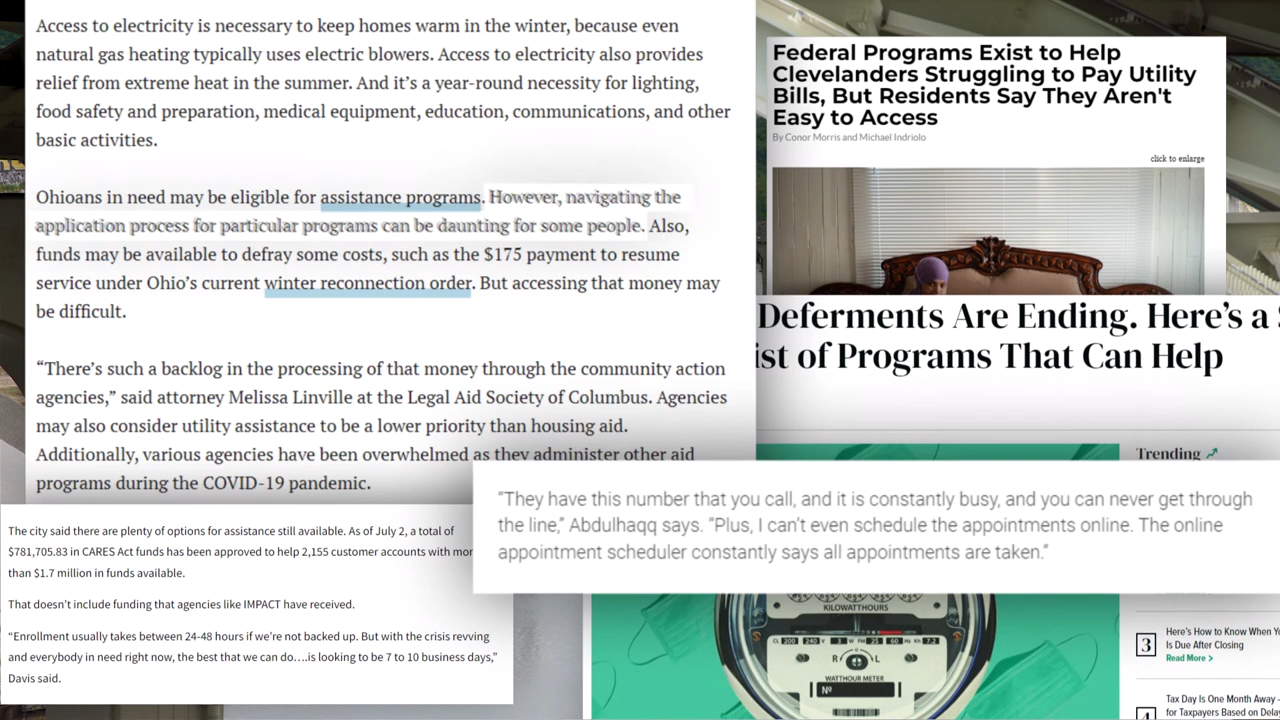 Access to electricity is necessary to keep homes warm in the winter, because even
natural gas heating typically uses electric blowers. Access to electricity also provides
relief from extreme heat in the summer. And it's a year-round necessity for lighting,
food safety and preparation, medical equipment, education, communications, and other
basic activities.
Ohioans in need may be eligible for assistance programs. However, navigating the
application process for particular programs can be daunting for some people. Also,
funds may be available to defray some costs, such as the $175 payment to resume
service under Ohio's current winter reconnection order. But accessing that money may
be difficult.
“There's such a backlog in the processing of that money through the community action
agencies,” said attorney Melissa Linville at the Legal Aid Society of Columbus. Agencies
may also consider utility assistance to be a lower priority than housing aid.
Additionally, various agencies have been overwhelmed as they administer other aid
programs during the COVID-19 pandemic.
The city said there are plenty of options for assistance still available. As of July 2, a total of
$781,705.83 in CARES Act funds has been approved to help 2,155 customer accounts with
than $1.7 million in funds available.
That doesn't include funding that agencies like IMPACT have received.
“Enrollment usually takes between 24-48 hours if we're not backed up. But with the crisis revving
and everybody in need right now, the best that we can do….is looking to be 7 to 10 business days,”
Davis said.
Federal Programs Exist to Help
Clevelanders Struggling to Pay Utility
Bills, But Residents Say They Aren't
Easy to Access
By Conor Morris and Michael Indriolo
click to enlarge
Deferments Are Ending. Here's a
ist of Programs That Can Help
Trending
“They have this number that you call, and it is constantly busy, and you can never get through
the line,” Abdulhaqq says. “Plus, I can't even schedule the appointments online. The online
appointment scheduler constantly says all appointments are taken.”
KILOWATTHOURS
CL 200 240 V 3 W FM 2S 60 Hz Kh 7.2
R L
WATTHOUR METER
Nº
3
Here's How to Know When
Is Due After Closing
Read More >
Tax Day Is One Month Away
for Taxpayers Based on